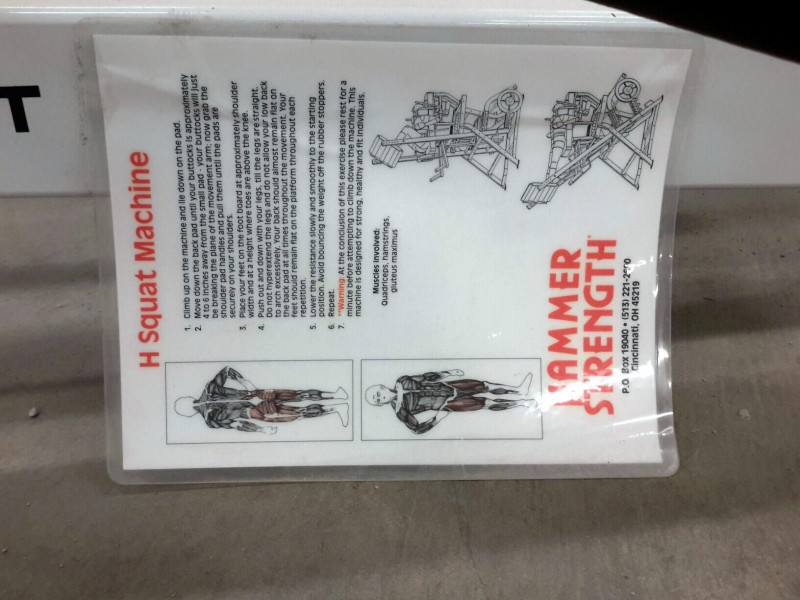 T
H Squat Machine
1. Climb up on the machine and lie down on the pad.
2. Move down the back pad until your buttocks is approximately
4 to 6 inches away from the small pad - your buttocks will just
be breaking the plane of the movement arm; now grab the
shoulder pad handles and pull them until the pads are
securely on your shoulders.
3. Place your feet on the foot board at approximately shoulder
width and at a height where toes are above the knee.
4. Push out and down with your legs, till the legs are straight.
Do not hyperextend the legs and do not allow your low back
to arch excessively. Your back should almost remain flat on
the back pad at all times throughout the movement. Your
feet should remain flat on the platform throughout each
repetition.
5. Lower the resistance slowly and smoothly to the starting
position. Avoid bouncing the weight off the rubber stoppers.
6. Repeat.
7. **Warning: At the conclusion of this exercise please rest for a
minute before attempting to climb down the machine. This
machine is designed for strong, healthy and fit individuals.
Muscles Involved:
Quadriceps, hamstrings,
gluteus maximus
HAMMER
STRENGTH
P.O. Box 19040 • (513)
Cincinnati, OH 45219